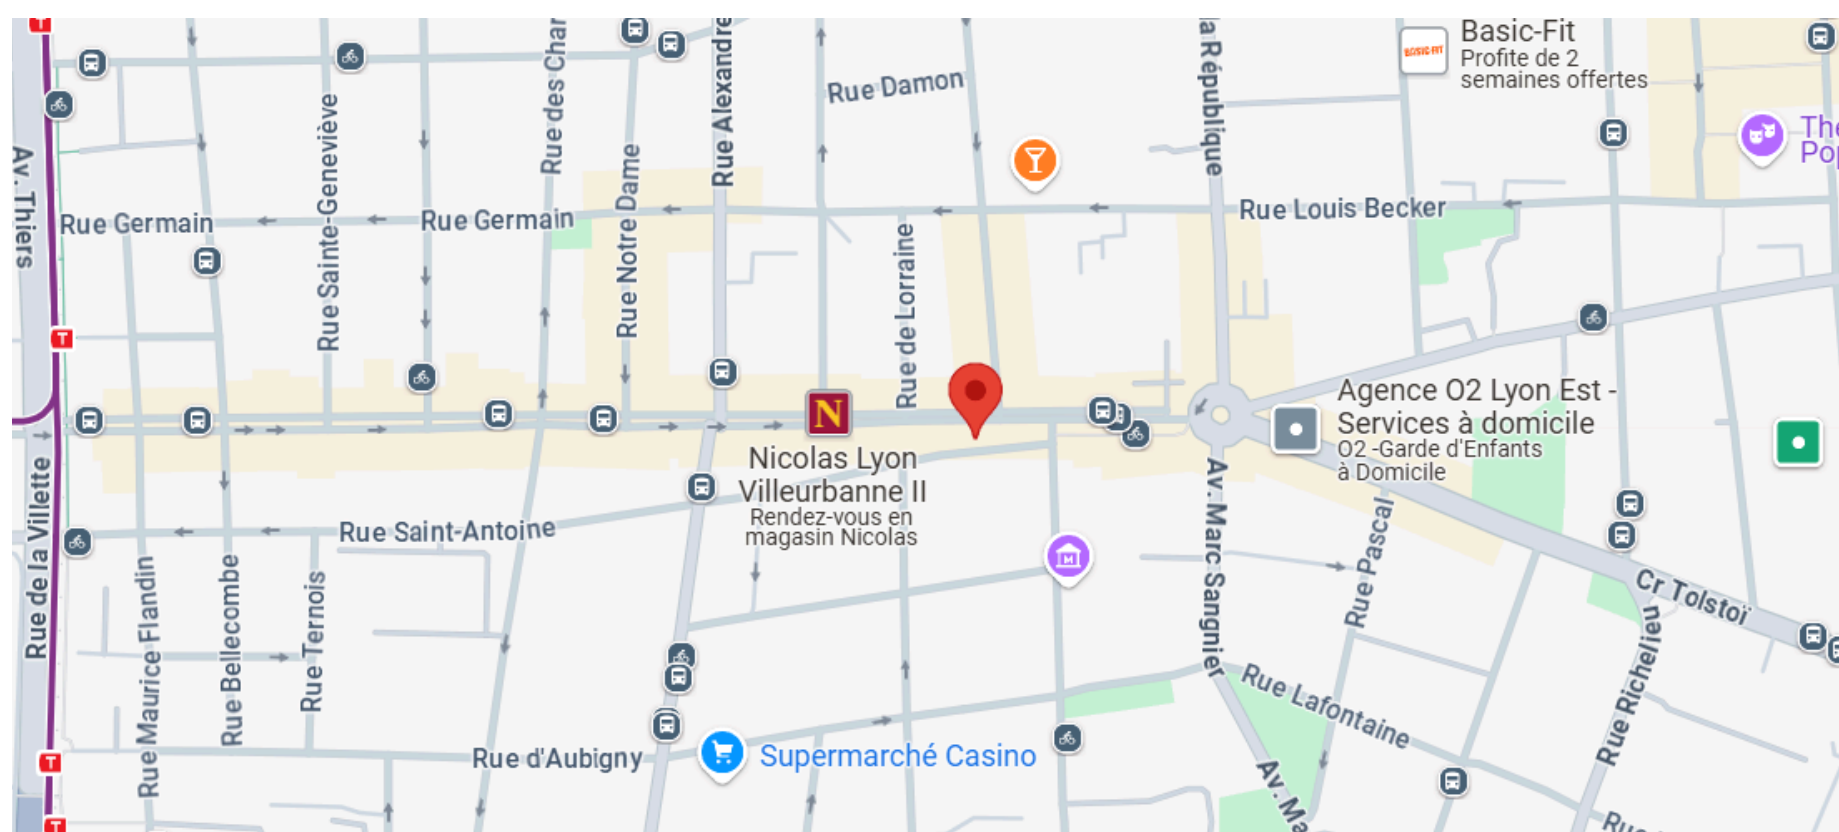 Basic-Fit
Profite de 2
semaines offertes
BASIC-FIT
Rue des Char
Rue Alexandre
Rue Damon
a République
The
Pop
Av. Thiers
Rue Sainte-Geneviève
Rue Notre Dame
Rue Germain
Rue Germain
Rue Louis Becker
Rue de Lorraine
N
Nicolas Lyon
Villeurbanne II
Rendez-vous en
magasin Nicolas
Agence O2 Lyon Est -
Services à domicile
O2 -Garde d'Enfants
à Domicile
Rue de la Villette
Rue Saint-Antoine
Av. Marc Sangnier
Rue Pascal
Cr Tolstoï
Rue Maurice Flandin
Rue Bellecombe
Rue Ternois
Rue Richelieu
Rue Lafontaine
Rue d'Aubigny
Supermarché Casino
Av. Ma
Rue
T
T
T
T
M